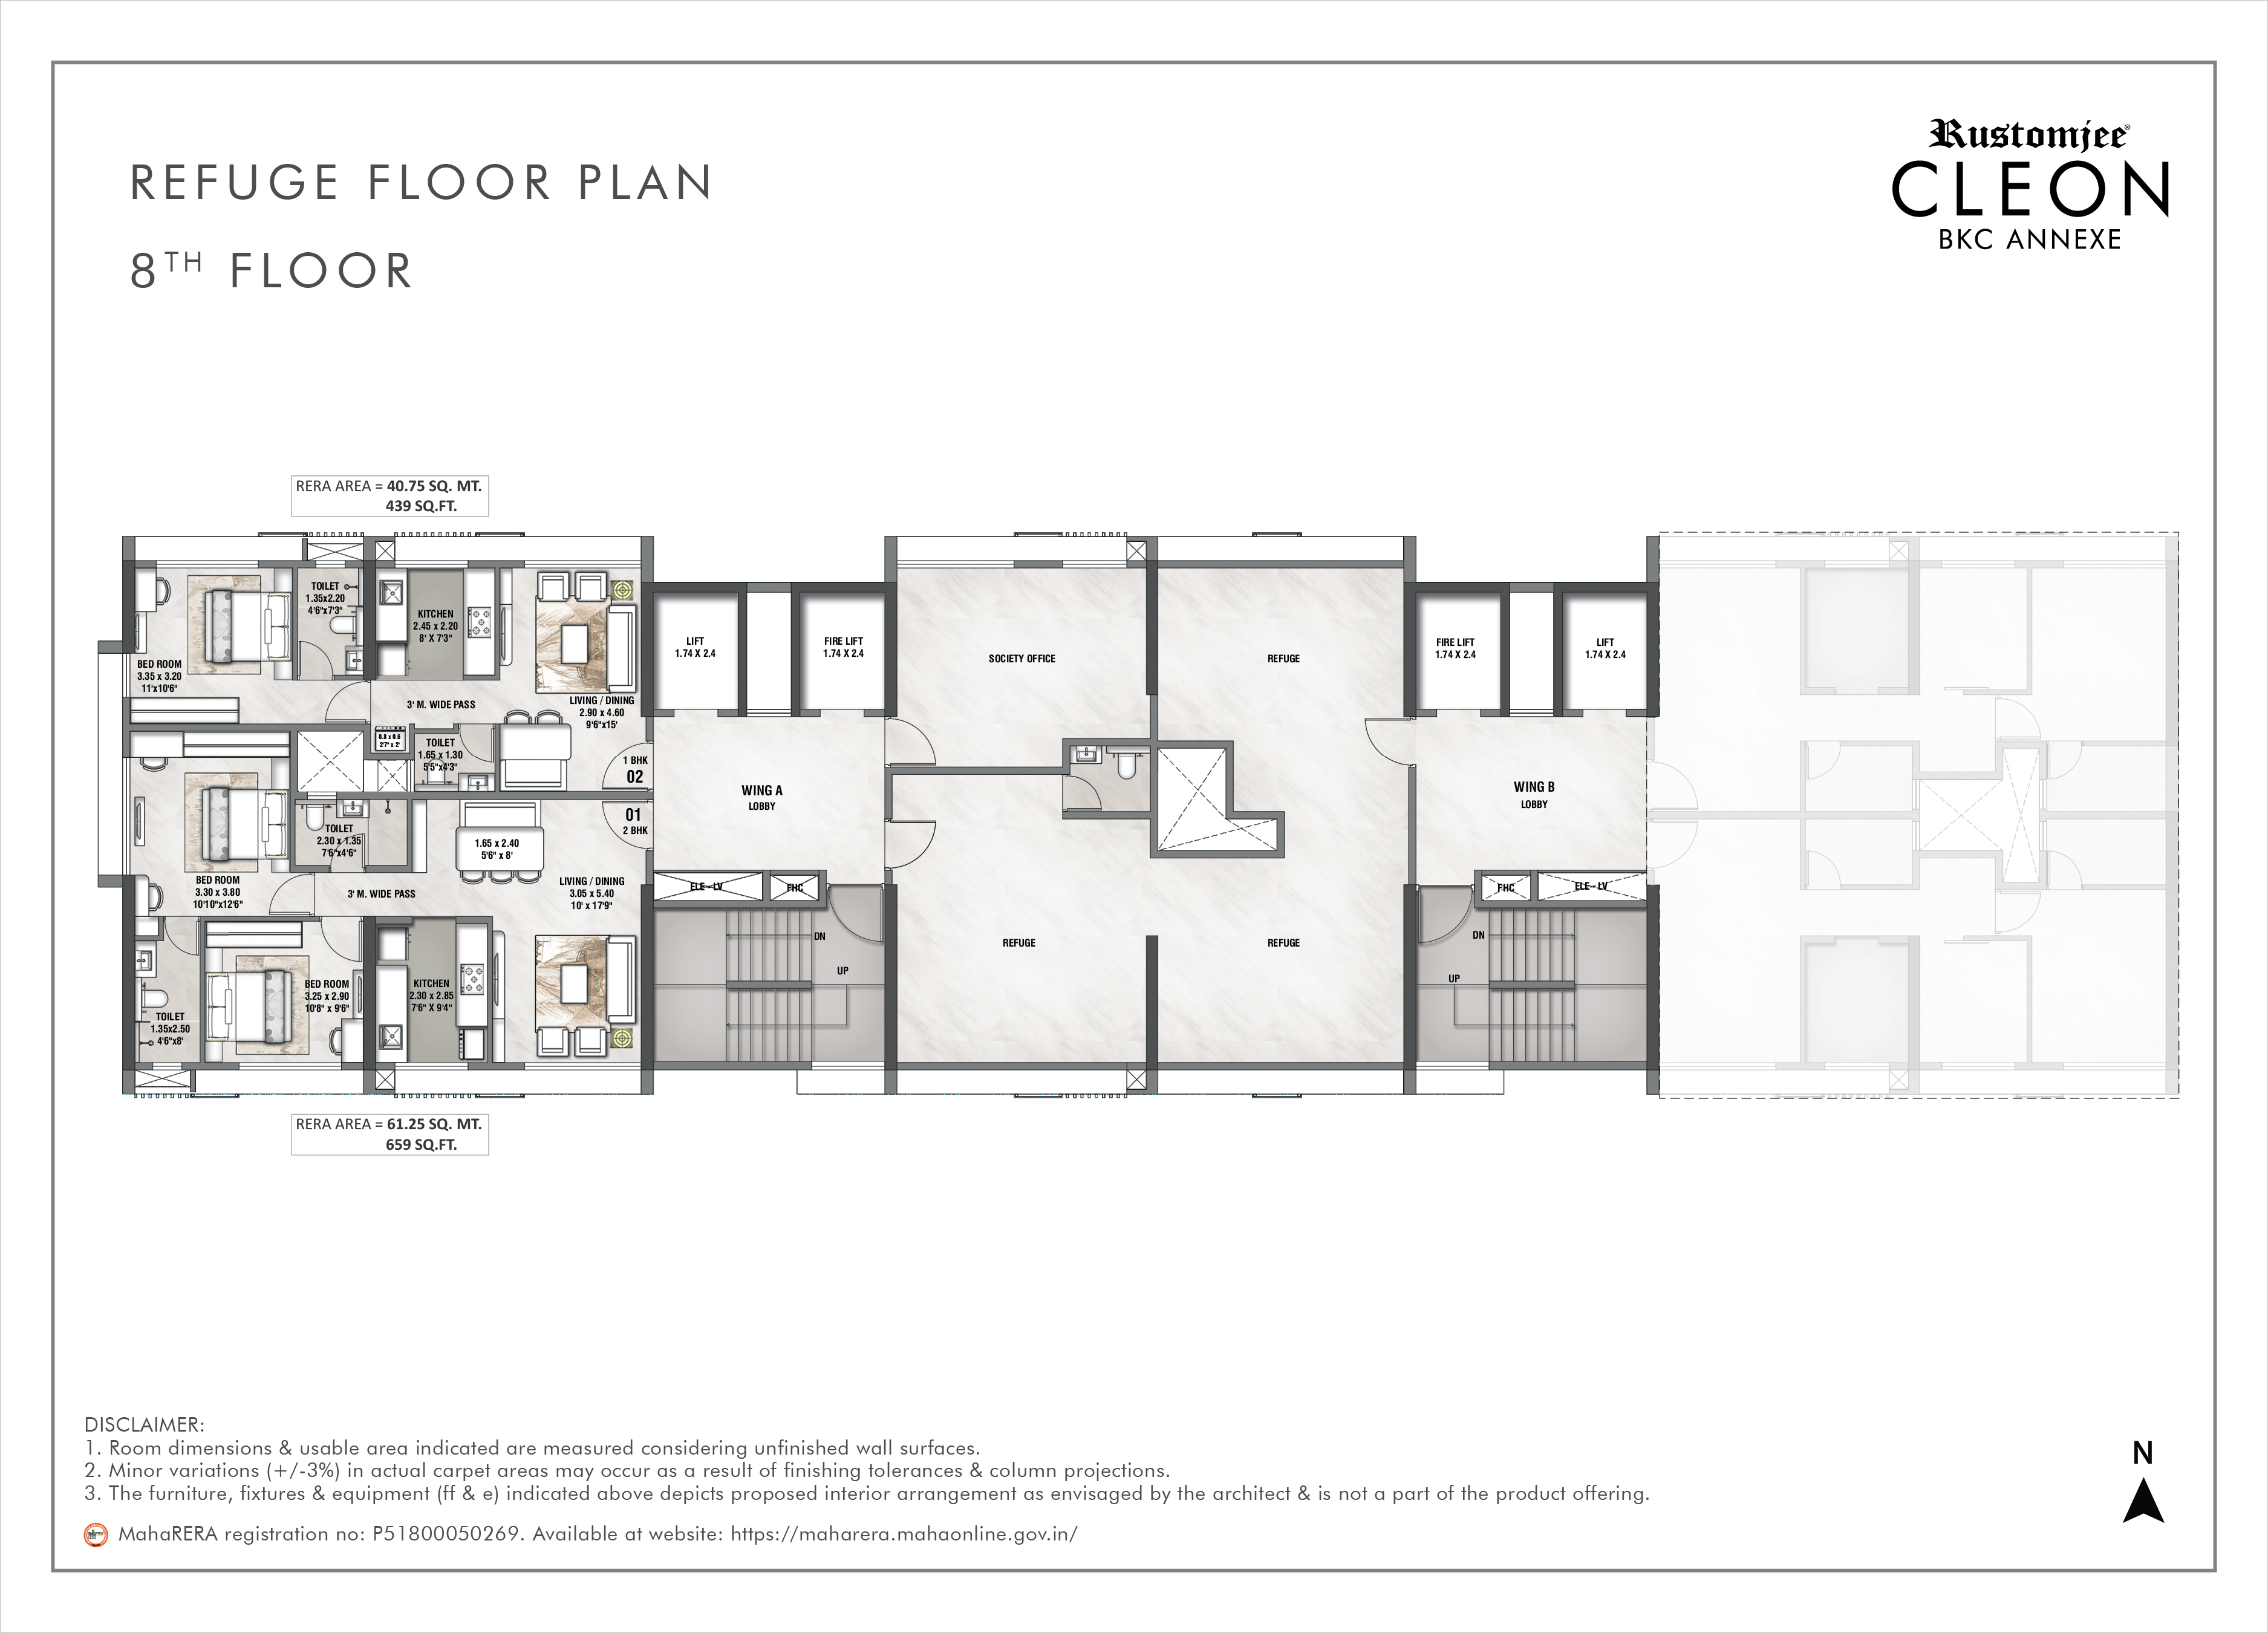 REFUGE FLOOR PLAN
8TH FLOOR
Rustomjee®
CLEON
BKC ANNEXE
RERA AREA = 40.75 SQ. MT.
439 SQ.FT.
TOILET
1.35x2.20
4'6"x7'3"
KITCHEN
2.45 x 2.20
8' X 7'3"
BED ROOM
3.35 x 3.20
11'x10'6"
3' M. WIDE PASS
LIVING / DINING
2.90 x 4.60
9'6"x15'
0.8 x 0.6
2'7" x 2'
TOILET
1.65 x 1.30
5'5"x4'3"
1 BHK
02
01
2 BHK
TOILET
2.30 x 1.35
7'6"x4'6"
1.65 x 2.40
5'6" x 8'
BED ROOM
3.30 x 3.80
10'10"x12'6"
3' M. WIDE PASS
LIVING / DINING
3.05 x 5.40
10' x 17'9"
BED ROOM
3.25 x 2.90
10'8" x 9'6"
KITCHEN
2.30 x 2.85
7'6" X 9'4"
TOILET
1.35x2.50
4'6"x8'
LIFT
1.74 X 2.4
FIRE LIFT
1.74 X 2.4
WING A
LOBBY
ELE - LV
FHC
DN
UP
SOCIETY OFFICE
REFUGE
REFUGE
REFUGE
FIRE LIFT
1.74 X 2.4
LIFT
1.74 X 2.4
WING B
LOBBY
FHC
ELE - LV
DN
UP
RERA AREA = 61.25 SQ. MT.
659 SQ.FT.
DISCLAIMER:
1. Room dimensions & usable area indicated are measured considering unfinished wall surfaces.
2. Minor variations (+/-3%) in actual carpet areas may occur as a result of finishing tolerances & column projections.
3. The furniture, fixtures & equipment (ff & e) indicated above depicts proposed interior arrangement as envisaged by the architect & is not a part of the product offering.
MahaRERA registration no: P51800050269. Available at website: https://maharera.mahaonline.gov.in/
N